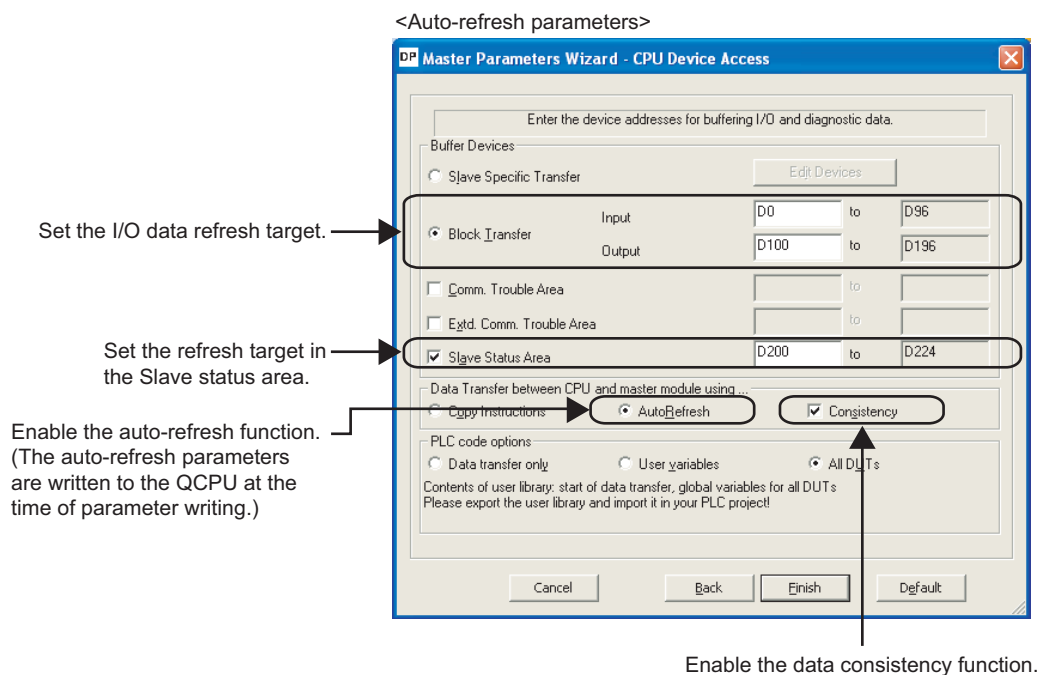 <Auto-refresh parameters>
DP Master Parameters Wizard - CPU Device Access
Enter the device addresses for buffering I/O and diagnostic data.
Buffer Devices
Slave Specific Transfer
Edit Devices
Set the I/O data refresh target.
Block Transfer
Input
D0 to D96
Output
D100 to D196
Comm. Trouble Area
to
Extd. Comm. Trouble Area
to
Set the refresh target in
the Slave status area.
Slave Status Area
D200 to D224
Data Transfer between CPU and master module using ...
Copy Instructions
AutoRefresh
Consistency
Enable the auto-refresh function.
(The auto-refresh parameters
are written to the QCPU at the
time of parameter writing.)
PLC code options
Data transfer only
User variables
All DUTs
Contents of user library: start of data transfer, global variables for all DUTs
Please export the user library and import it in your PLC project!
Cancel
Back
Finish
Default
Enable the data consistency function.